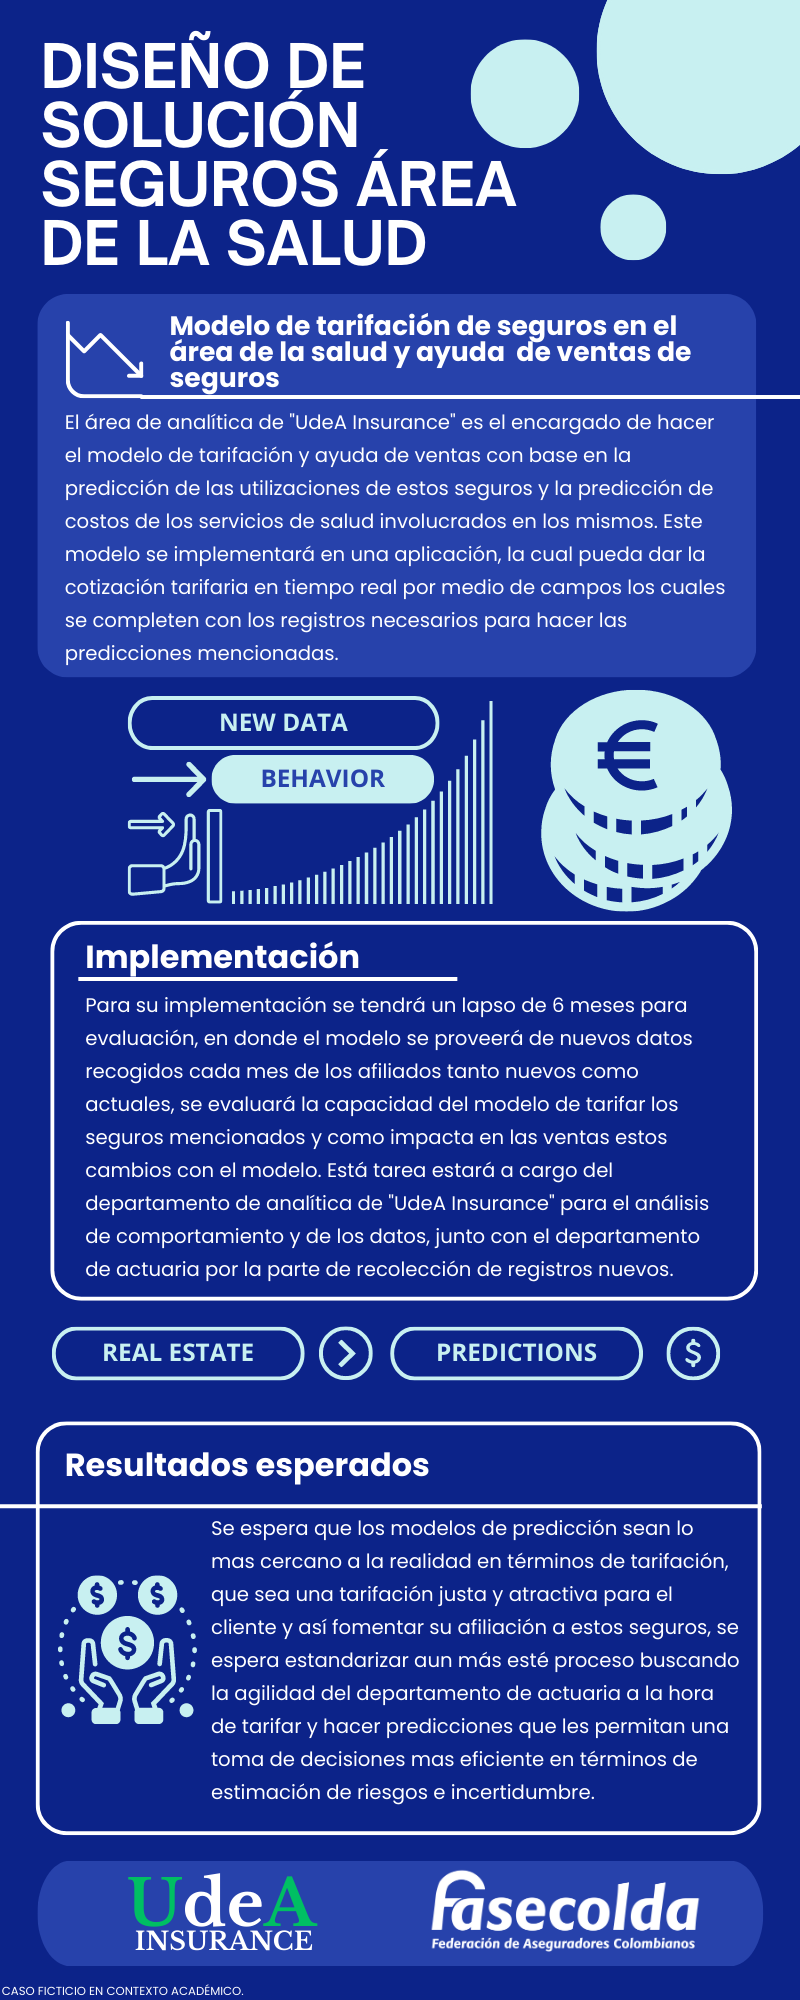 DISEÑO DE
SOLUCIÓN
SEGUROS ÁREA
DE LA SALUD
Modelo de tarifación de seguros en el
área de la salud y ayuda de ventas de
seguros
El área de analítica de "UdeA Insurance" es el encargado de hacer
el modelo de tarifación y ayuda de ventas con base en la
predicción de las utilizaciones de estos seguros y la predicción de
costos de los servicios de salud involucrados en los mismos. Este
modelo se implementará en una aplicación, la cual pueda dar la
cotización tarifaria en tiempo real por medio de campos los cuales
se completen con los registros necesarios para hacer las
predicciones mencionadas.
NEW DATA
BEHAVIOR
€
Implementación
Para su implementación se tendrá un lapso de 6 meses para
evaluación, en donde el modelo se proveerá de nuevos datos
recogidos cada mes de los afiliados tanto nuevos como
actuales, se evaluará la capacidad del modelo de tarifar los
seguros mencionados y como impacta en las ventas estos
cambios con el modelo. Está tarea estará a cargo del
departamento de analítica de "UdeA Insurance" para el análisis
de comportamiento y de los datos, junto con el departamento
de actuaria por la parte de recolección de registros nuevos.
REAL ESTATE > PREDICTIONS $
Resultados esperados
Se espera que los modelos de predicción sean lo
mas cercano a la realidad en términos de tarifación,
que sea una tarifación justa y atractiva para el
cliente y así fomentar su afiliación a estos seguros, se
espera estandarizar aun más esté proceso buscando
la agilidad del departamento de actuaria a la hora
de tarifar y hacer predicciones que les permitan una
toma de decisiones mas eficiente en términos de
estimación de riesgos e incertidumbre.
$ $
$
UdeA
INSURANCE
fasecolda
Federación de Aseguradores Colombianos
CASO FICTICIO EN CONTEXTO ACADÉMICO.